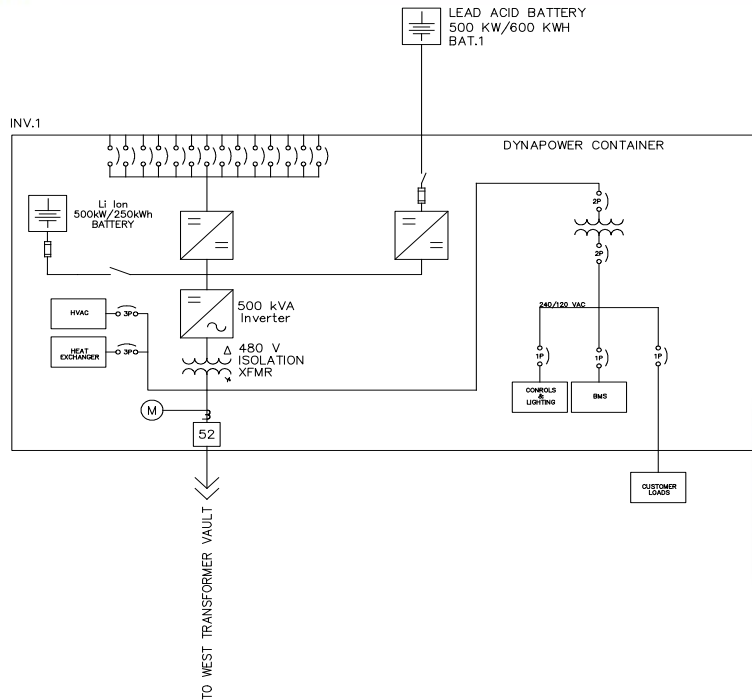 LEAD ACID BATTERY
500 KW/600 KWH
BAT.1
INV.1
DYNAPOWER CONTAINER
Li Ion
500kW/250kWh
BATTERY
2P
2P
HVAC
3P
500 kVA
Inverter
240/120 VAC
HEAT
EXCHANGER
3P
480 V
ISOLATION
XFMR
1P
1P
1P
CONROLS
&
LIGHTING
BMS
M
52
CUSTOMER
LOADS
TO WEST TRANSFORMER VAULT